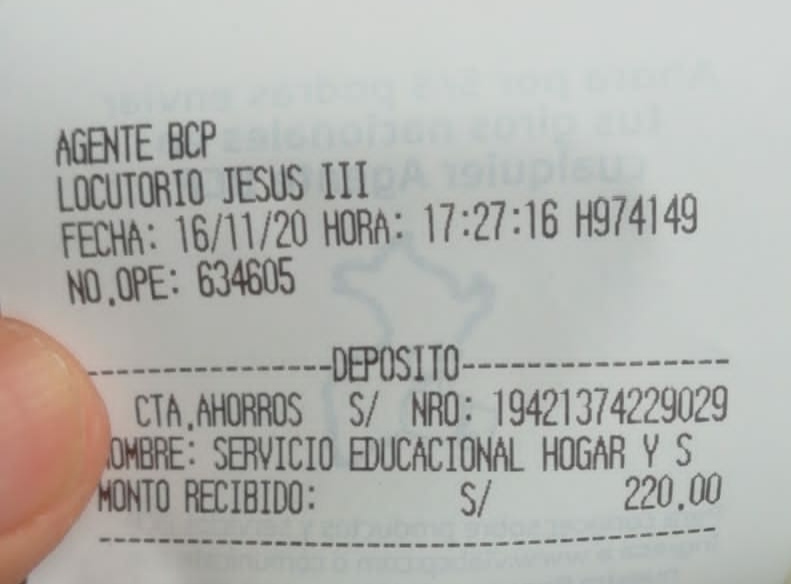 AGENTE BCP
LOCUTORIO JESUS III
FECHA: 16/11/20 HORA: 17:27:16 H974149
NO.OPE: 634605
---------------DEPOSITO----------------
CTA.AHORROS S/ NRO: 19421374229029
OMBRE: SERVICIO EDUCACIONAL HOGAR Y S
MONTO RECIBIDO: S/ 220.00